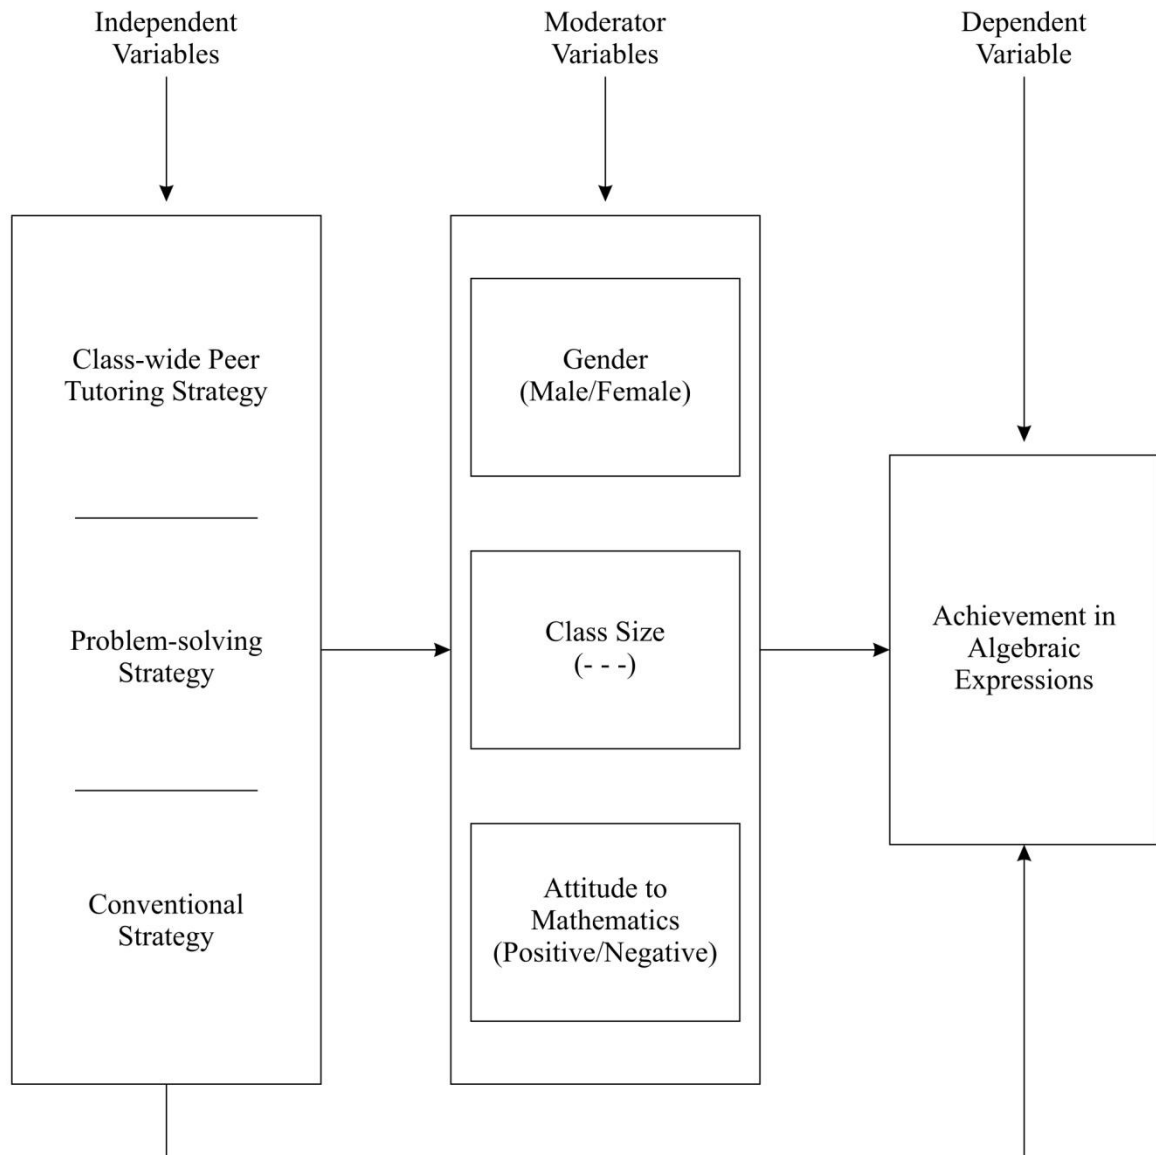 Independent
Variables
Moderator
Variables
Dependent
Variable
Class-wide Peer
Tutoring Strategy
Problem-solving
Strategy
Conventional
Strategy
Gender
(Male/Female)
Class Size
(- - -)
Attitude to
Mathematics
(Positive/Negative)
Achievement in
Algebraic
Expressions